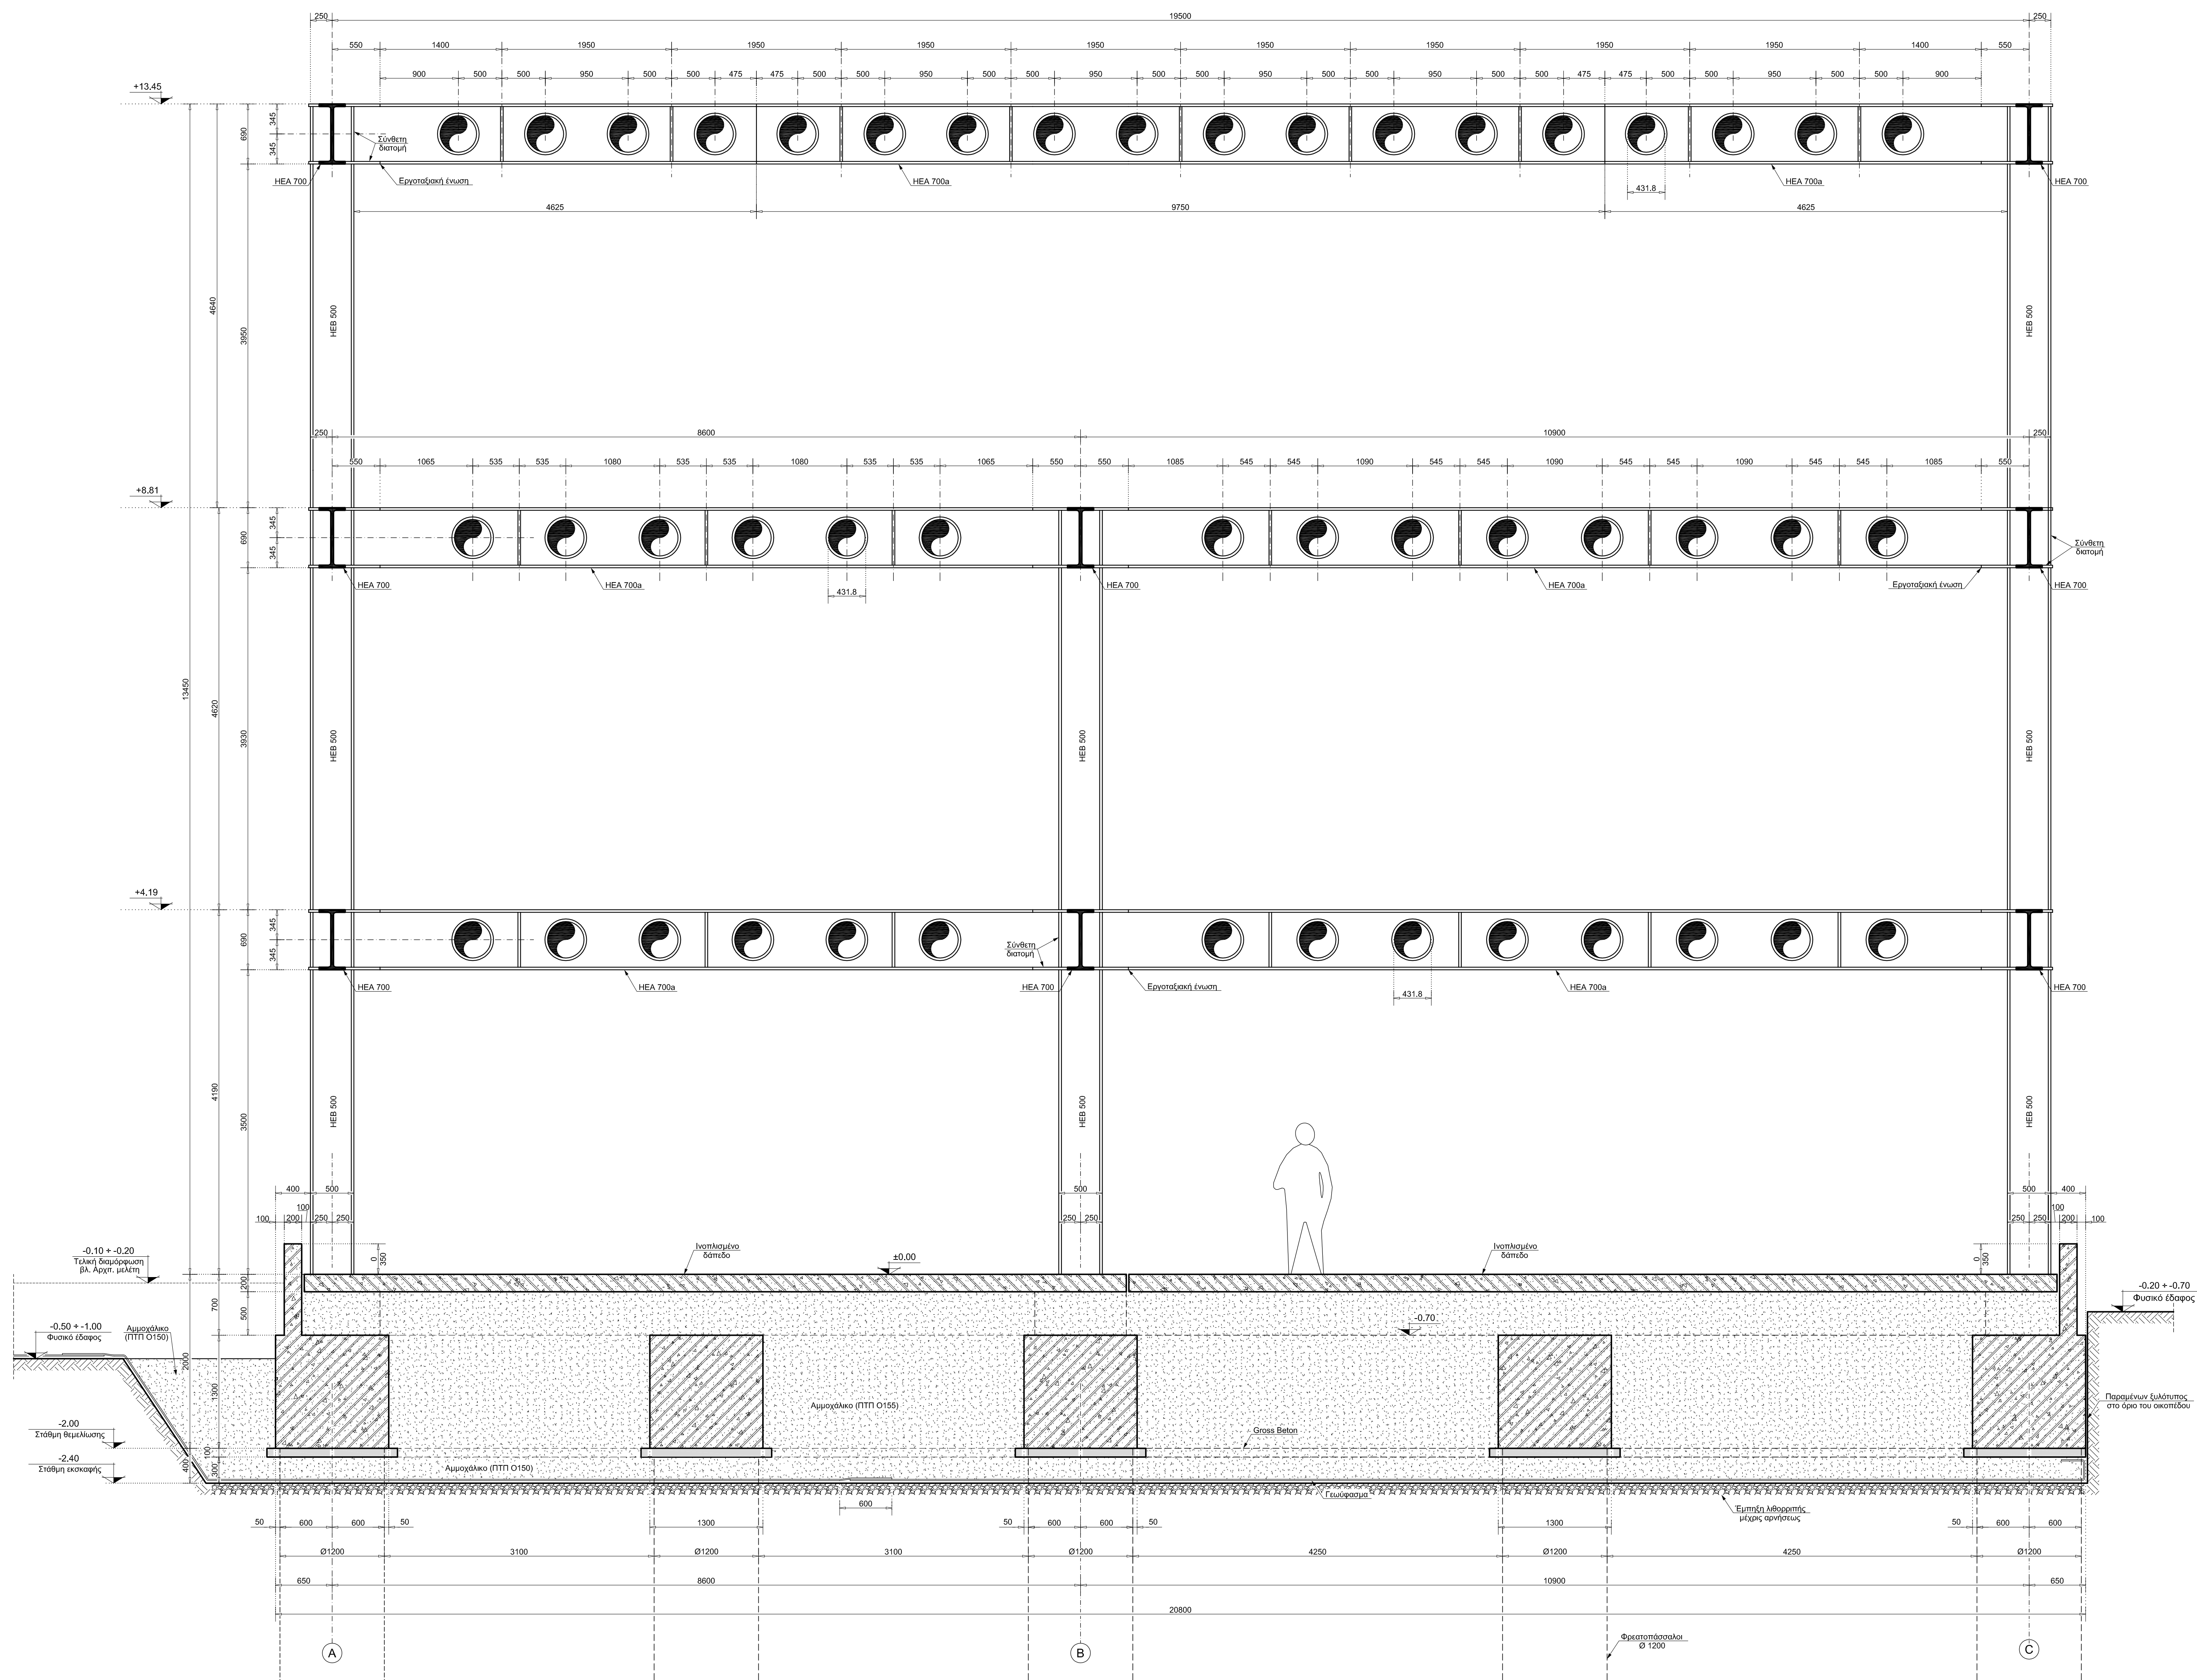 250 19500 250
550 1400 1950 1950 1950 1950 1950 1950 1950 1950 1400 550
900 500 500 950 500 500 475 475 500 500 950 500 500 950 500 500 950 500 500 950 500 500 475 475 500 500 950 500 500 900
+13.45
345
690
345
Σύνθετη
διατομή
HEA 700
Εργοταξιακή ένωση
HEA 700a
431.8
HEA 700a
HEA 700
4625 9750 4625
4640
3950
HEB 500
HEB 500
250 8600 10900 250
550 1065 535 535 1080 535 535 1080 535 535 1065 550 550 1085 545 545 1090 545 545 1090 545 545 1090 545 545 1085 550
+8.81
345
690
345
Σύνθετη
διατομή
HEA 700
HEA 700a
431.8
HEA 700
HEA 700a
Εργοταξιακή ένωση
HEA 700
13450
4620
3930
HEB 500
HEB 500
HEB 500
+4.19
345
690
345
Σύνθετη
διατομή
HEA 700
HEA 700a
HEA 700
Εργοταξιακή ένωση
431.8
HEA 700a
HEA 700
4190
3500
HEB 500
HEB 500
HEB 500
400 500 500 500 400
100 200 100 250 250 250 250 250 250 100 200 100
0
350
0
350
-0.10 ÷ -0.20
Τελική διαμόρφωση
βλ. Αρχιτ. μελέτη
Ινοπλισμένο
δάπεδο
±0.00
Ινοπλισμένο
δάπεδο
-0.20 ÷ -0.70
Φυσικό έδαφος
200
700
500
-0.50 ÷ -1.00
Φυσικό έδαφος
Αμμοχάλικο
(ΠΤΠ Ο150)
-0.70
2000
1300
Αμμοχάλικο (ΠΤΠ Ο155)
Παραμένων ξυλότυπος
στο όριο του οικοπέδου
-2.00
Στάθμη θεμελίωσης
Gross Beton
100
400
300
-2.40
Στάθμη εκσκαφής
Αμμοχάλικο (ΠΤΠ Ο150)
Γεωύφασμα
600
Έμπηξη λιθορριπής
μέχρις αρνήσεως
50 600 600 50 1300 50 600 600 50 1300 50 600 600
Ø1200 3100 Ø1200 3100 Ø1200 4250 Ø1200 4250 Ø1200
650 8600 10900 650
20800
A B C
Φρεατοπάσσαλοι
Ø 1200